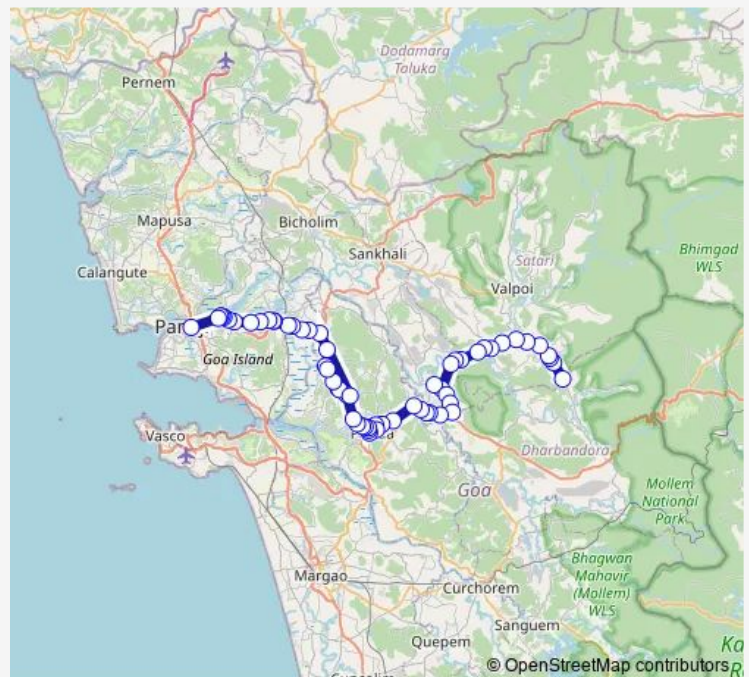 Dodamarg
Taluka
Pernem
Mapusa
Bicholim
Sankhali
Bhimgad
WLS
Calangute
Satari
Valpoi
Goa Island
Vasco
Dharbandora
Goa
Mollem
National
Park
Bhagwan
Mahavir
(Mollem)
WLS
Margao
Curchorem
Sanguem
Quepem
© OpenStreetMap contributors